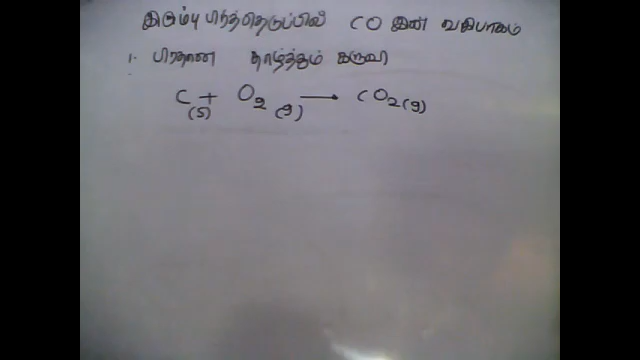 இரும்பு பிரித்தெடுப்பில் CO இன் வகிபாகம்
1. பிரதான தாழ்த்தும் கருவி
C(s) + O2(g) → CO2(g)